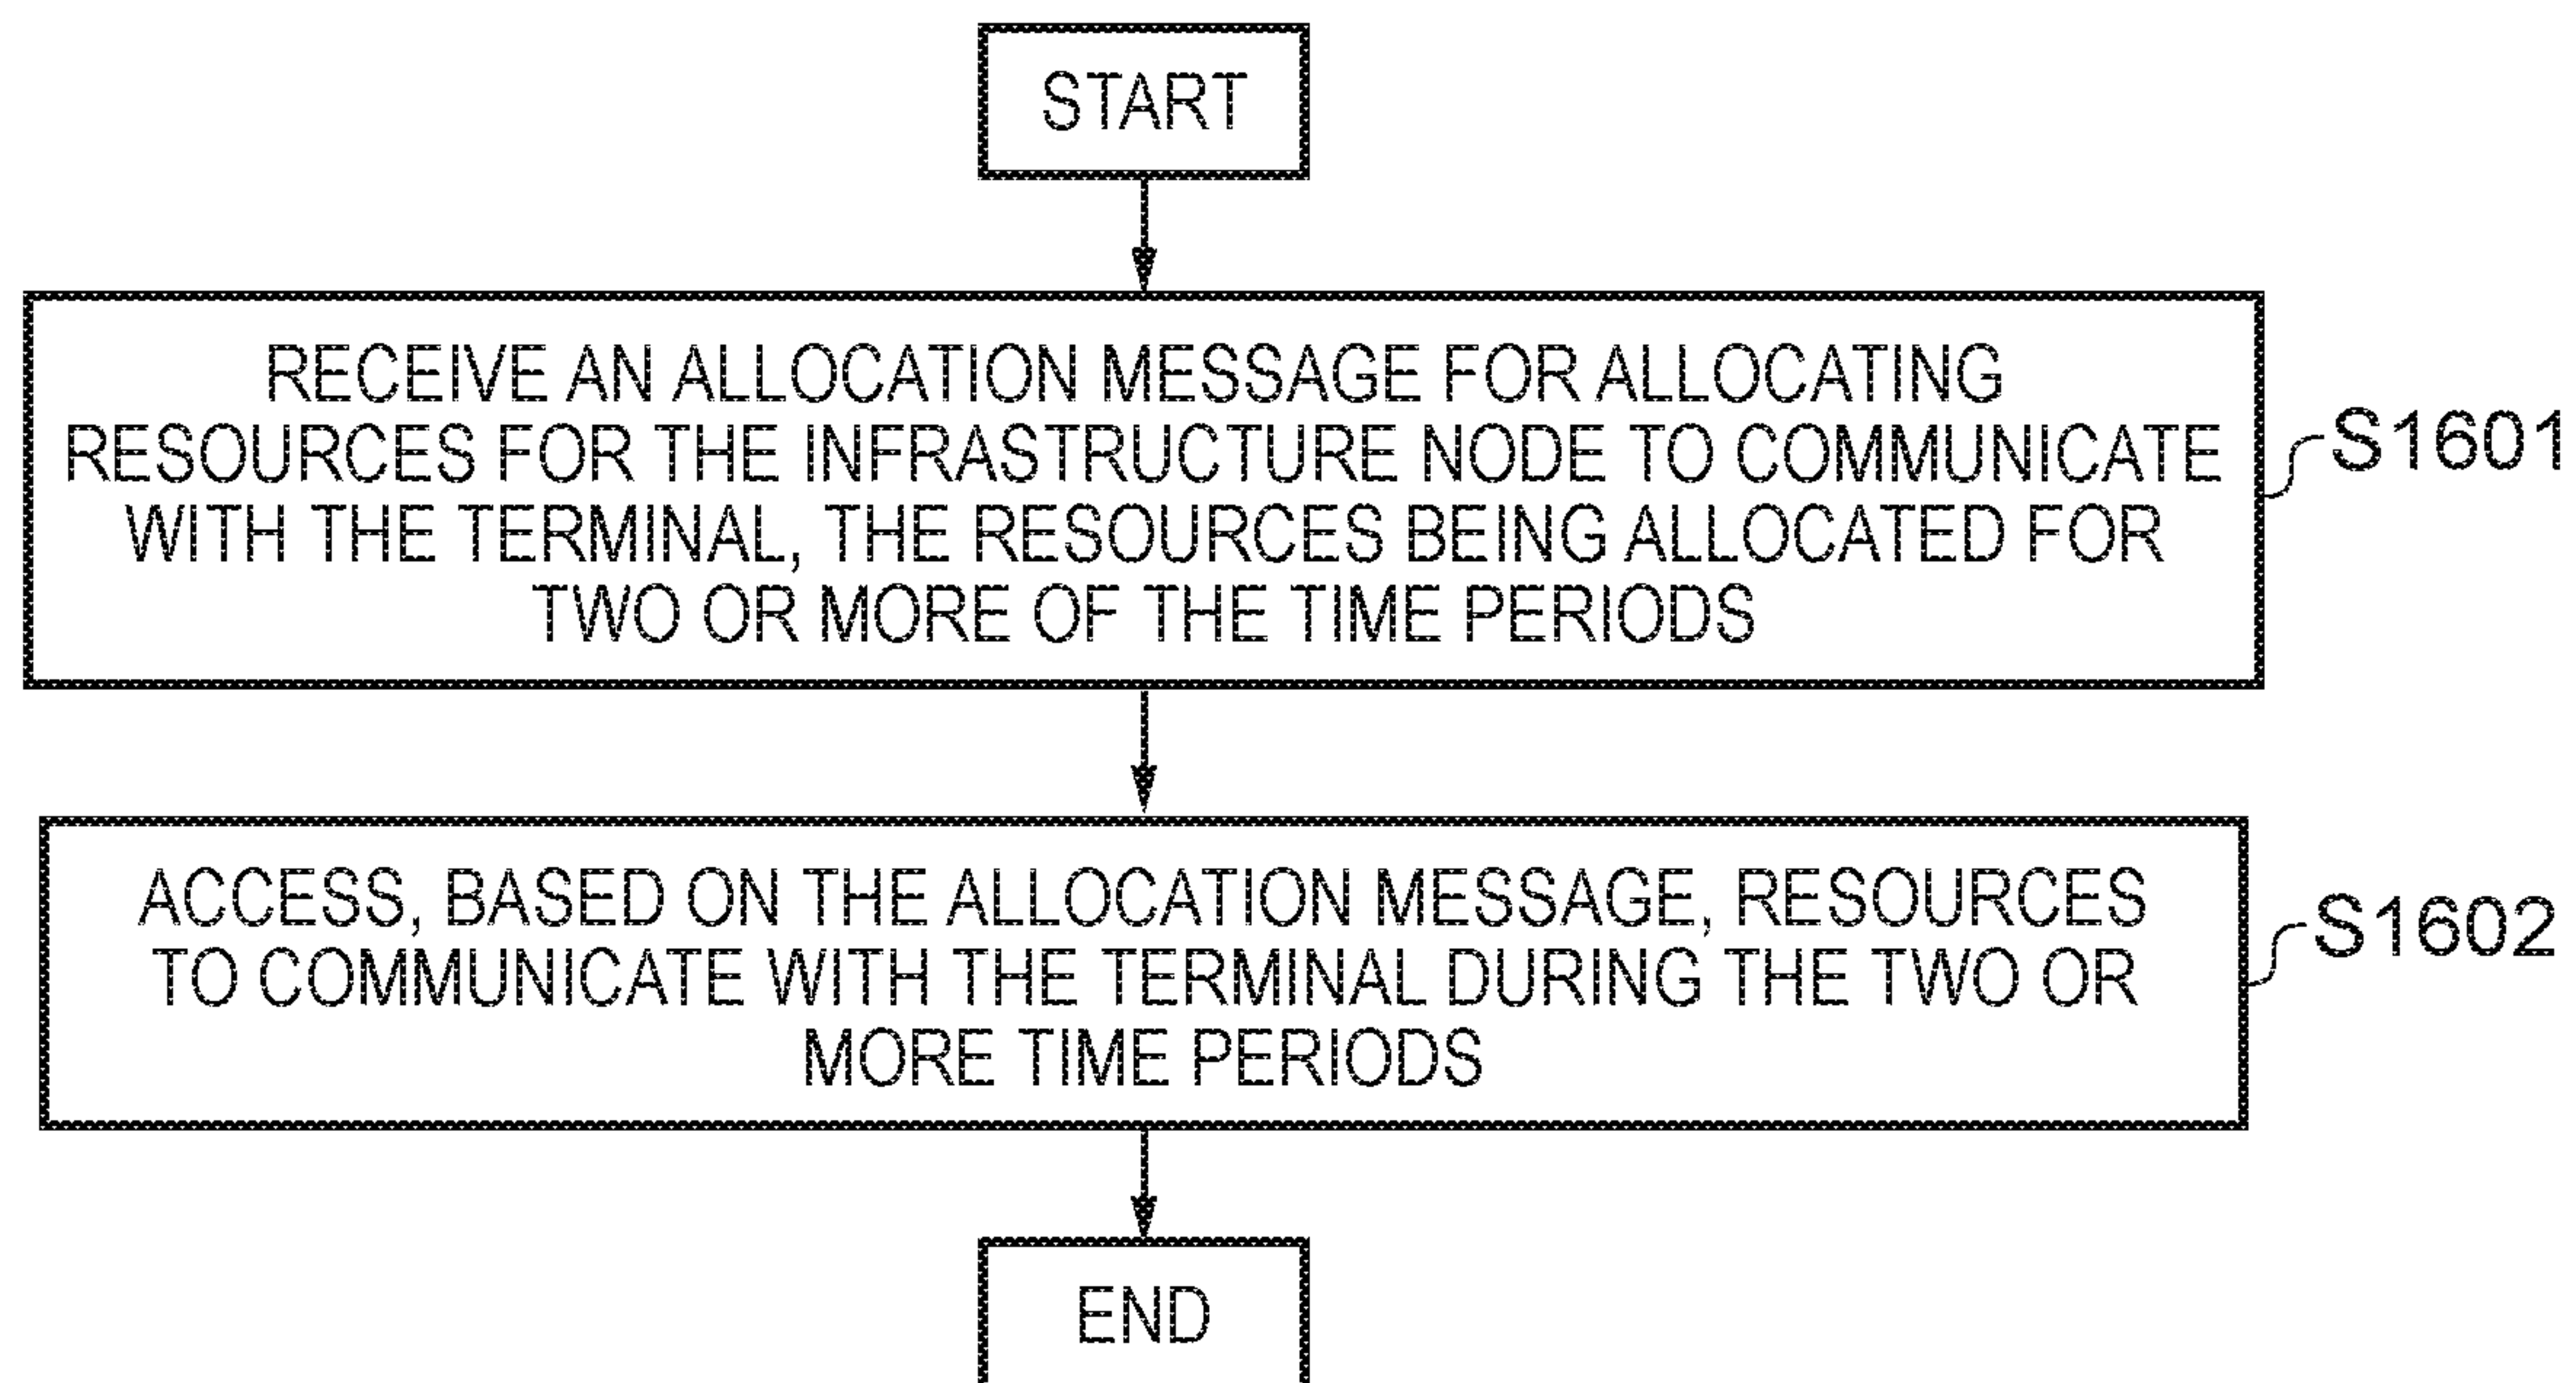 START
RECEIVE AN ALLOCATION MESSAGE FOR ALLOCATING
RESOURCES FOR THE INFRASTRUCTURE NODE TO COMMUNICATE
WITH THE TERMINAL, THE RESOURCES BEING ALLOCATED FOR
TWO OR MORE OF THE TIME PERIODS
S1601
ACCESS, BASED ON THE ALLOCATION MESSAGE, RESOURCES
TO COMMUNICATE WITH THE TERMINAL DURING THE TWO OR
MORE TIME PERIODS
S1602
END